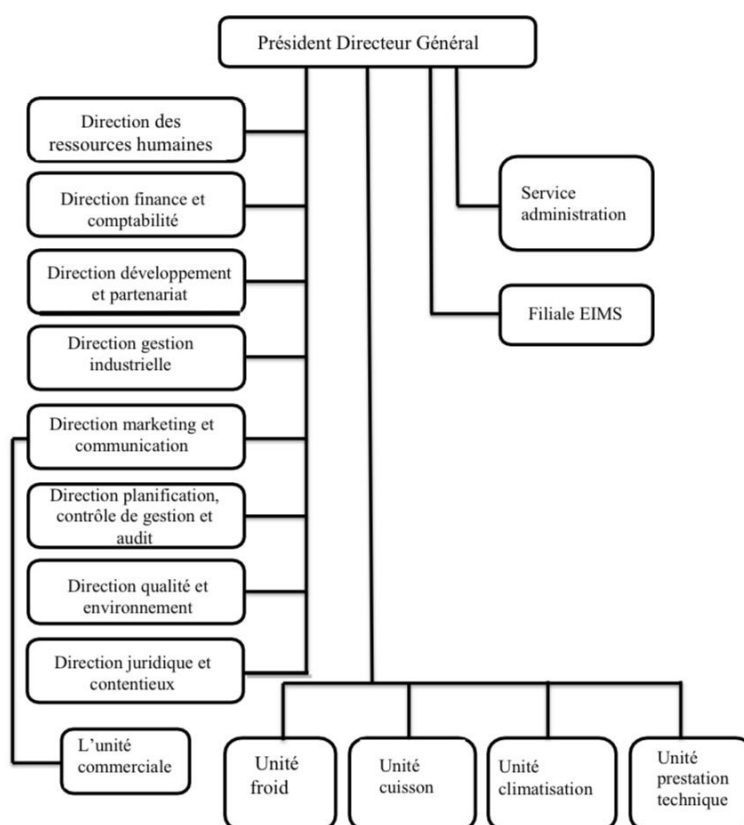 Président Directeur Général
Direction des
ressources humaines
Direction finance et
comptabilité
Direction développement
et partenariat
Direction gestion
industrielle
Direction marketing et
communication
Direction planification,
contrôle de gestion et
audit
Direction qualité et
environnement
Direction juridique et
contentieux
L'unité
commerciale
Service
administration
Filiale EIMS
Unité
froid
Unité
cuisson
Unité
climatisation
Unité
prestation
technique